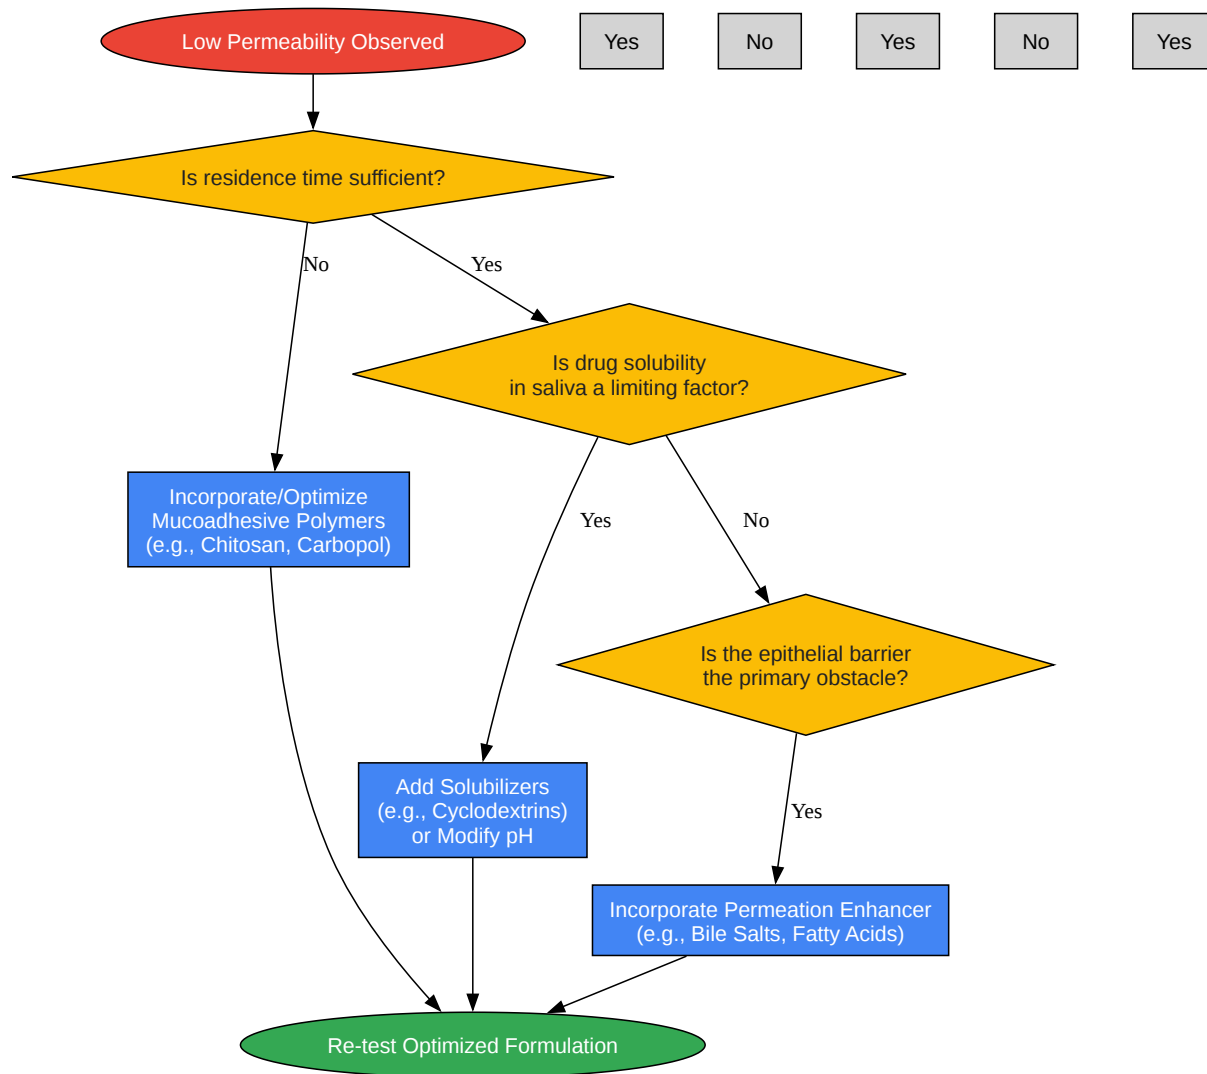 Low Permeability Observed
Yes
No
Yes
No
Yes
Is residence time sufficient?
No
Yes
Is drug solubility
in saliva a limiting factor?
Yes
No
Incorporate/Optimize
Mucoadhesive Polymers
(e.g., Chitosan, Carbopol)
Is the epithelial barrier
the primary obstacle?
Yes
Add Solubilizers
(e.g., Cyclodextrins)
or Modify pH
Incorporate Permeation Enhancer
(e.g., Bile Salts, Fatty Acids)
Re-test Optimized Formulation